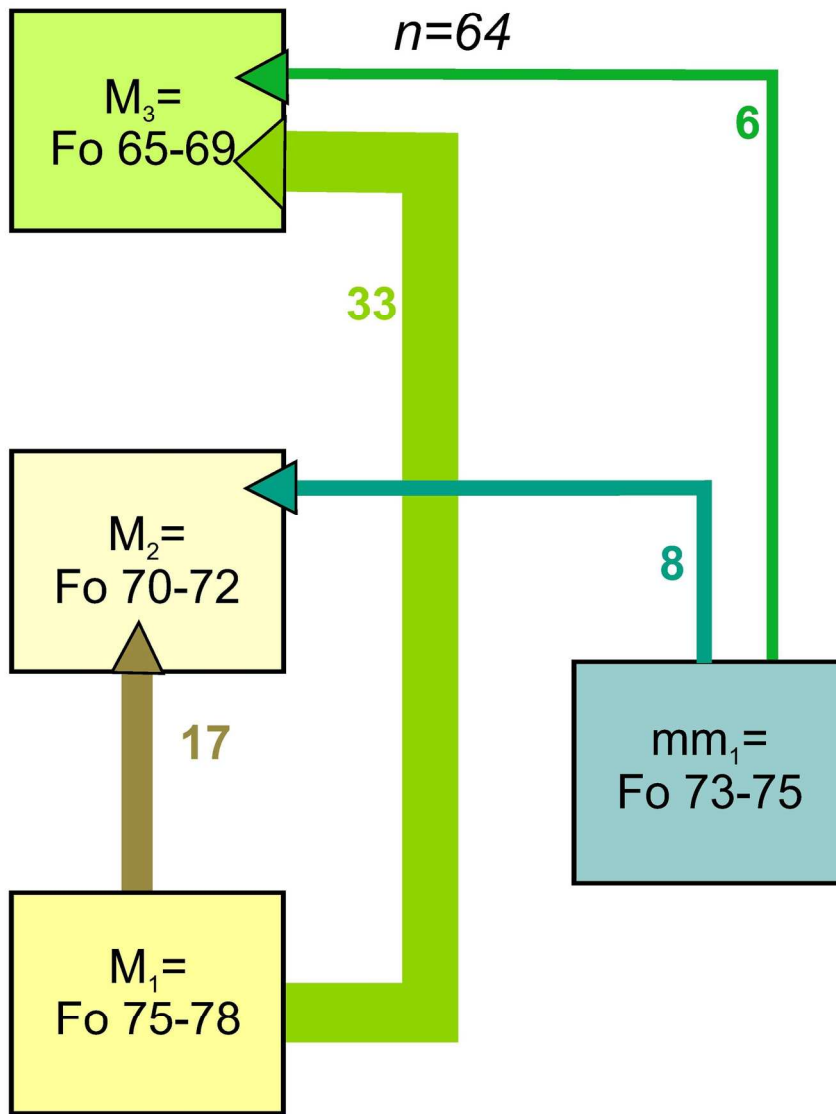 n=64
M₃=
Fo 65-69
6
33
M₂=
Fo 70-72
8
17
mm₁=
Fo 73-75
M₁=
Fo 75-78